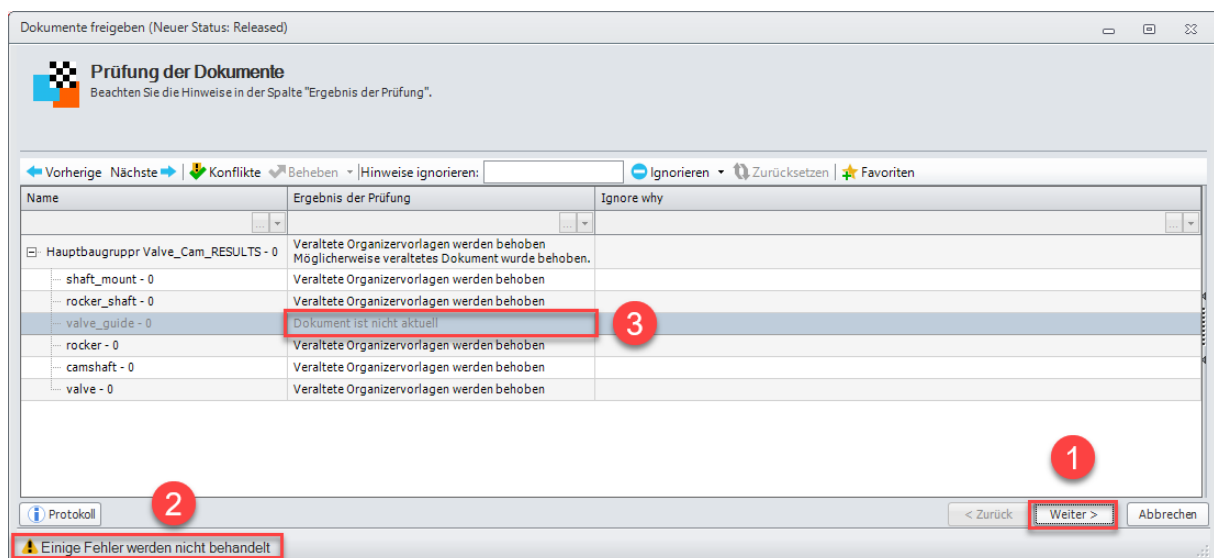 Dokumente freigeben (Neuer Status: Released)
Prüfung der Dokumente
Beachten Sie die Hinweise in der Spalte "Ergebnis der Prüfung".
Vorherige Nächste Konflikte Beheben Hinweise ignorieren: Ignorieren Zurücksetzen Favoriten
Name Ergebnis der Prüfung Ignore why
... ... ...
Hauptbaugruppr Valve_Cam_RESULTS - 0 Veraltete Organizervorlagen werden behoben
Möglicherweise veraltetes Dokument wurde behoben.
shaft_mount - 0 Veraltete Organizervorlagen werden behoben
rocker_shaft - 0 Veraltete Organizervorlagen werden behoben
valve_guide - 0 Dokument ist nicht aktuell 3
rocker - 0 Veraltete Organizervorlagen werden behoben
camshaft - 0 Veraltete Organizervorlagen werden behoben
valve - 0 Veraltete Organizervorlagen werden behoben
1
2
Protokoll < Zurück Weiter > Abbrechen
Einige Fehler werden nicht behandelt